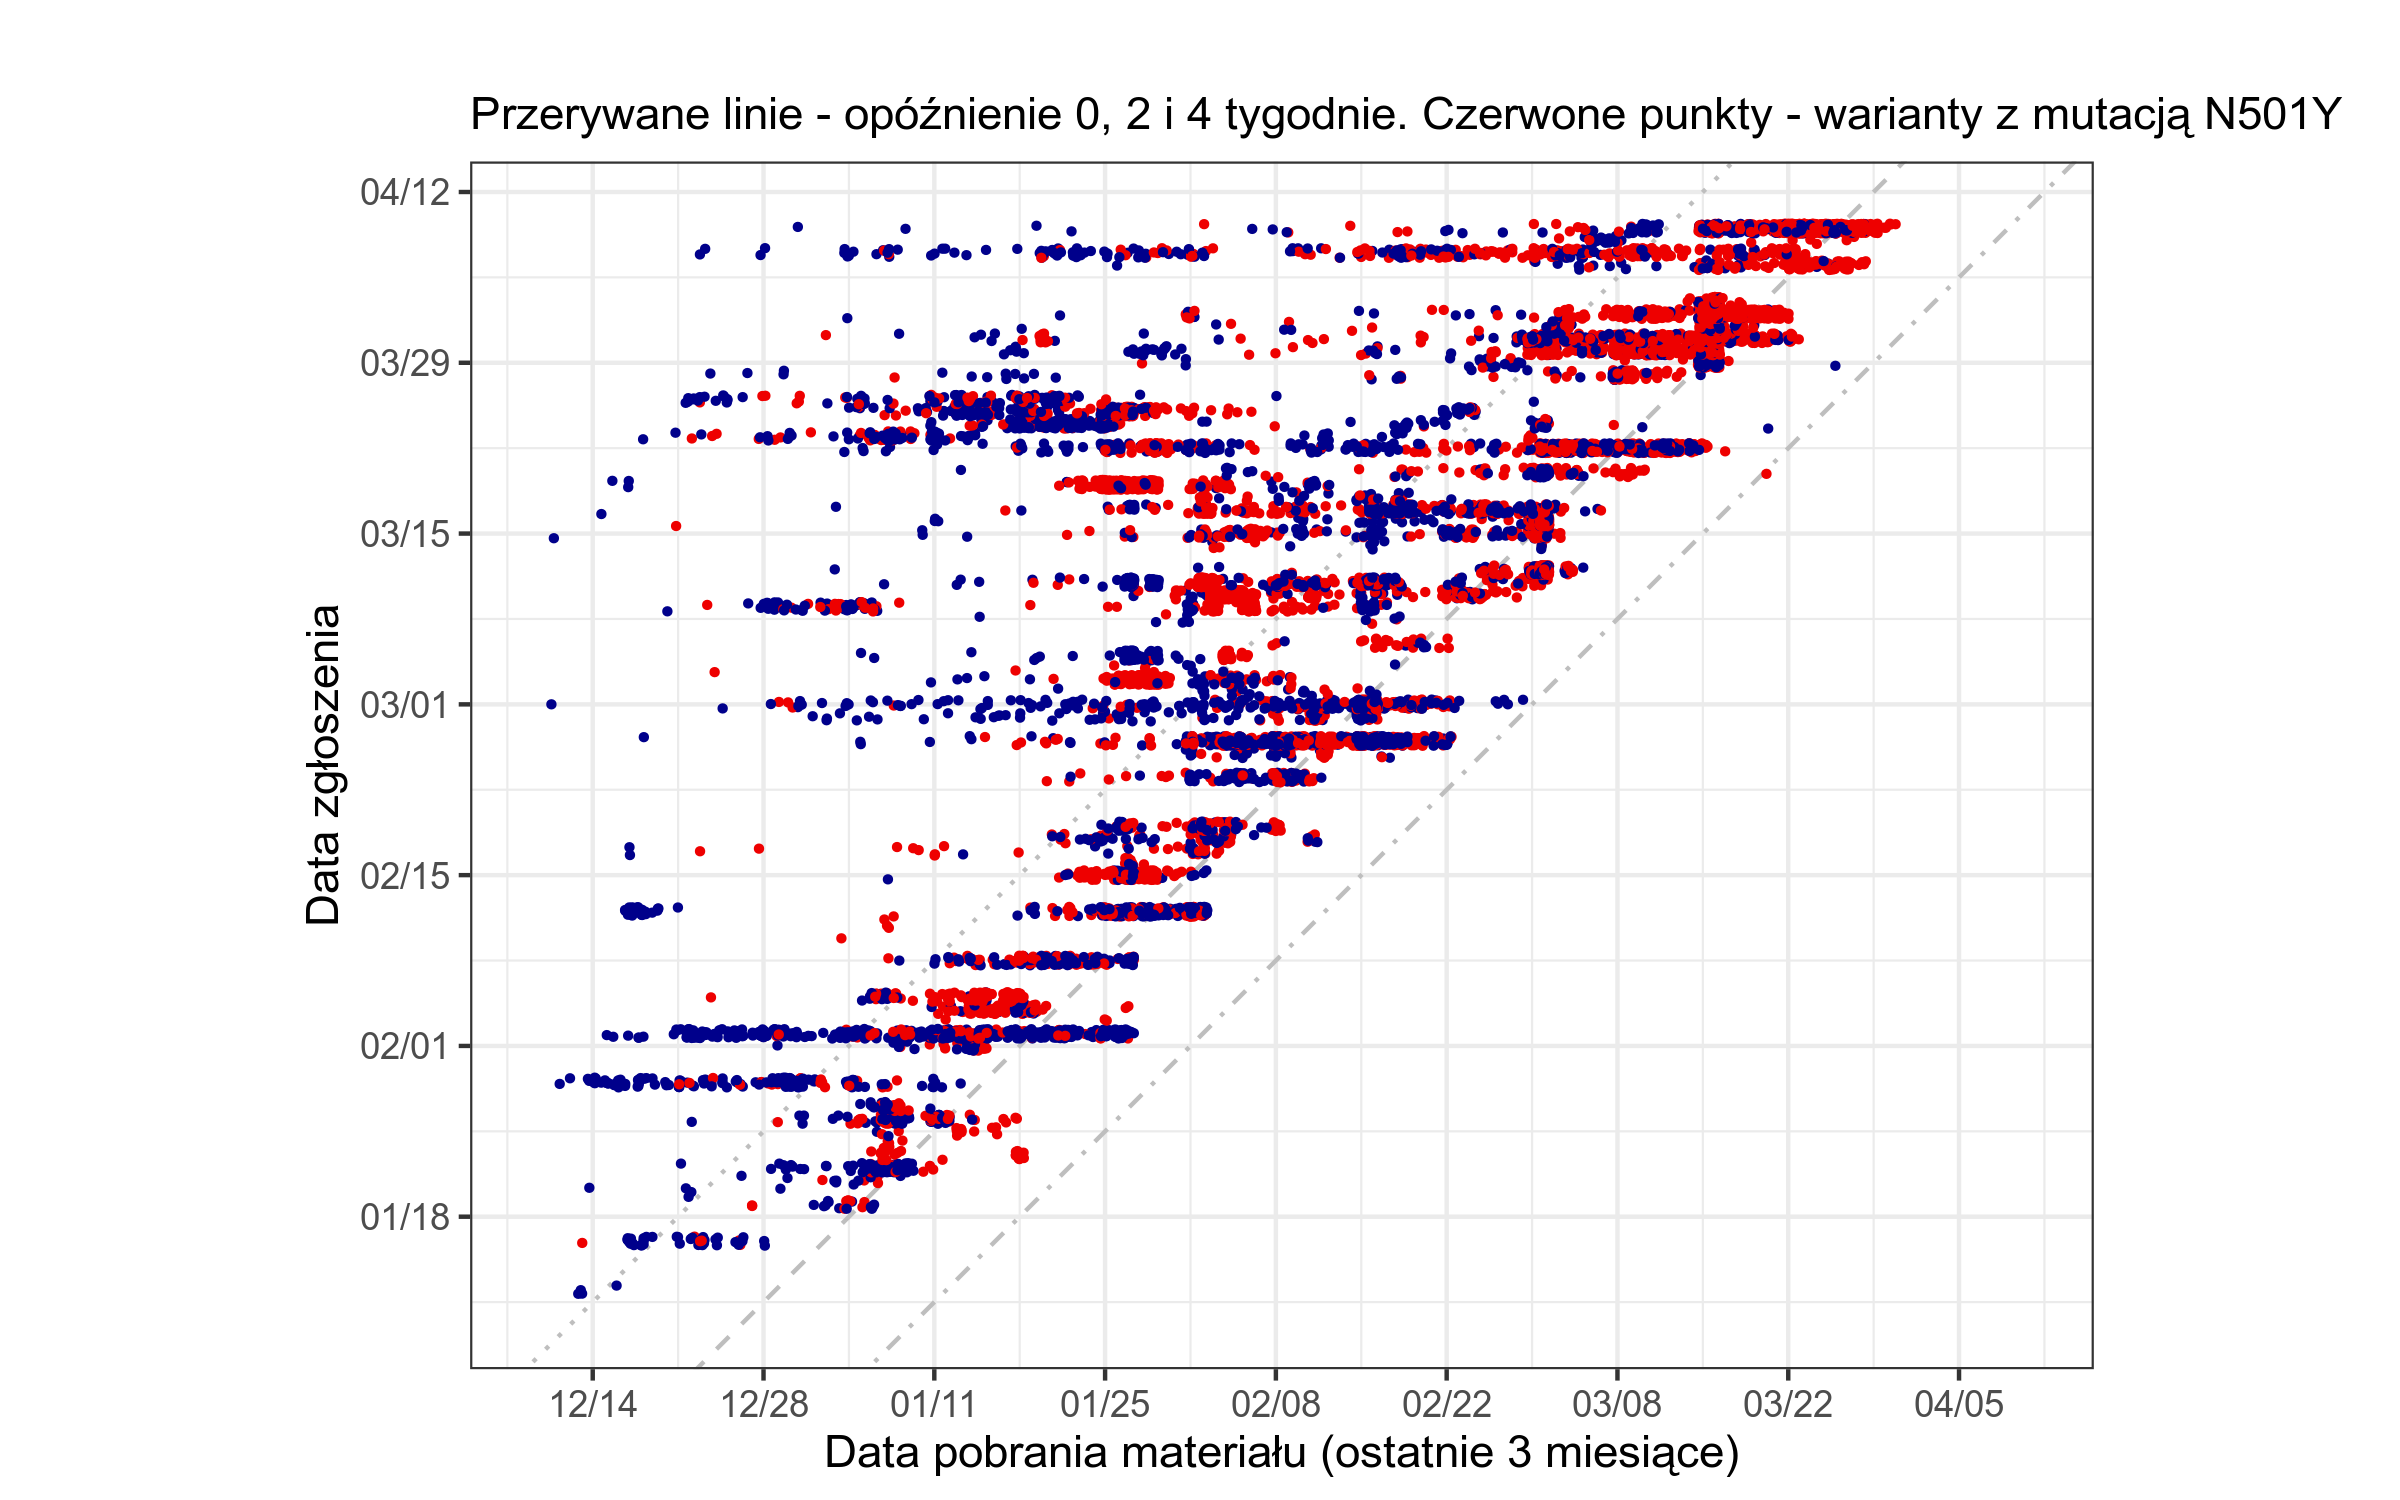 Przerywane linie - opóźnienie 0, 2 i 4 tygodnie. Czerwone punkty - warianty z mutacją N501Y
04/12
03/29
03/15
03/01
02/15
02/01
01/18
Data zgłoszenia
12/14 12/28 01/11 01/25 02/08 02/22 03/08 03/22 04/05
Data pobrania materiału (ostatnie 3 miesiące)